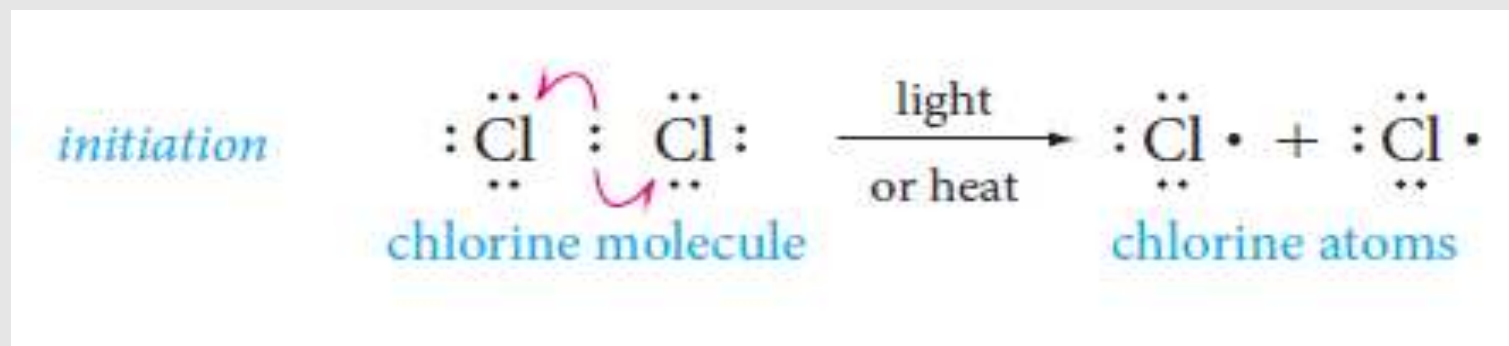 light
initiation :Cl : Cl: → :Cl· + :Cl·
or heat
chlorine molecule chlorine atoms